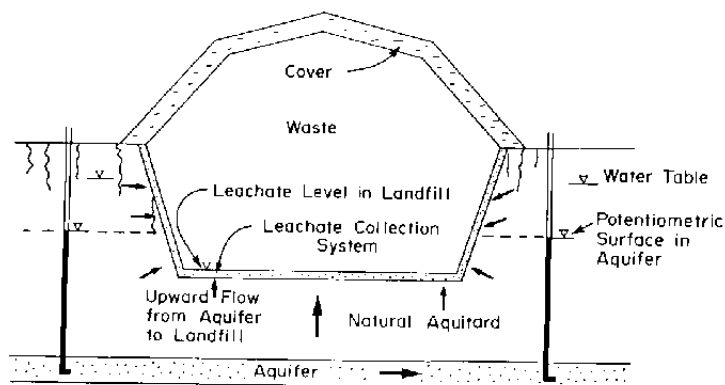 Cover
Waste
Leachate Level in Landfill
Leachate Collection
System
Water Table
Potentiometric
Surface in
Aquifer
Upward Flow
from Aquifer
to Landfill
Natural Aquitard
Aquifer